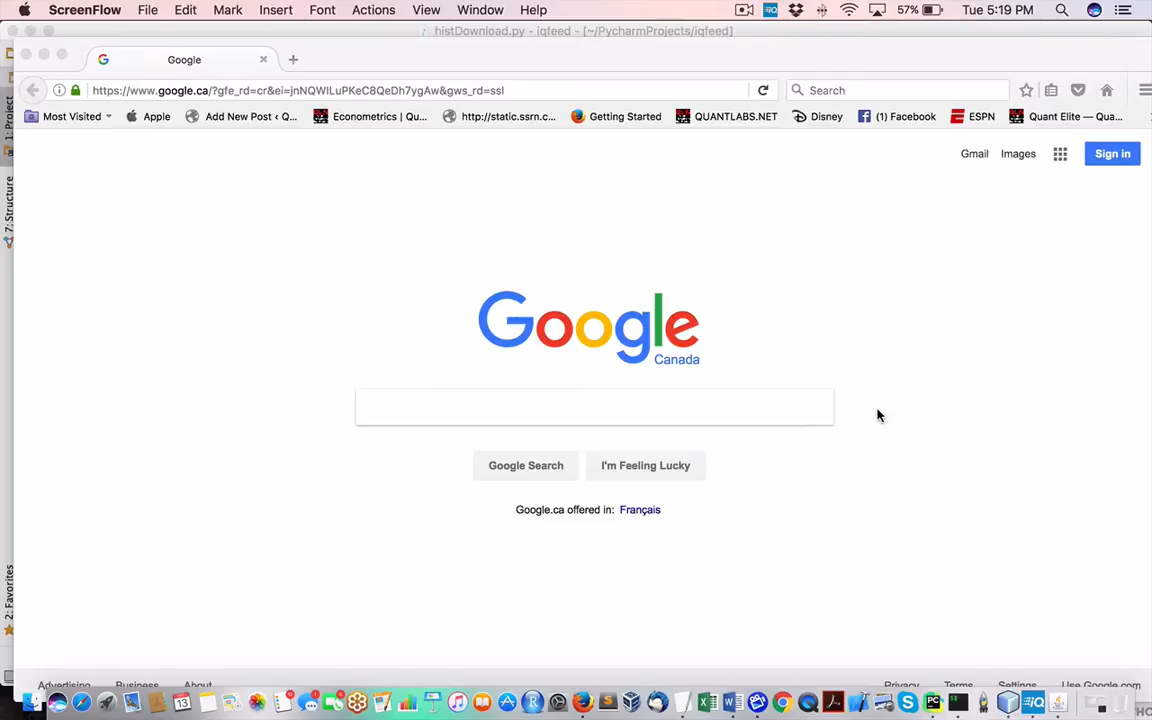 ScreenFlow File Edit Mark Insert Font Actions View Window Help 57% Tue 5:19 PM
histDownload.py - iqfeed - [~/PycharmProjects/iqfeed]
Google
https://www.google.ca/?gfe_rd=cr&ei=jnNQWILuPKeC8QeDh7ygAw&gws_rd=ssl Search
Most Visited Apple Add New Post ‹ Q... Econometrics | Qu... http://static.ssrn.c... Getting Started QUANTLABS.NET Disney (1) Facebook ESPN Quant Elite — Qua...
1: Project
Gmail Images Sign in
7: Structure
Google
Canada
Google Search I'm Feeling Lucky
Google.ca offered in: Français
2: Favorites
Advertising Business About Privacy Terms Settings Use Google.com
13